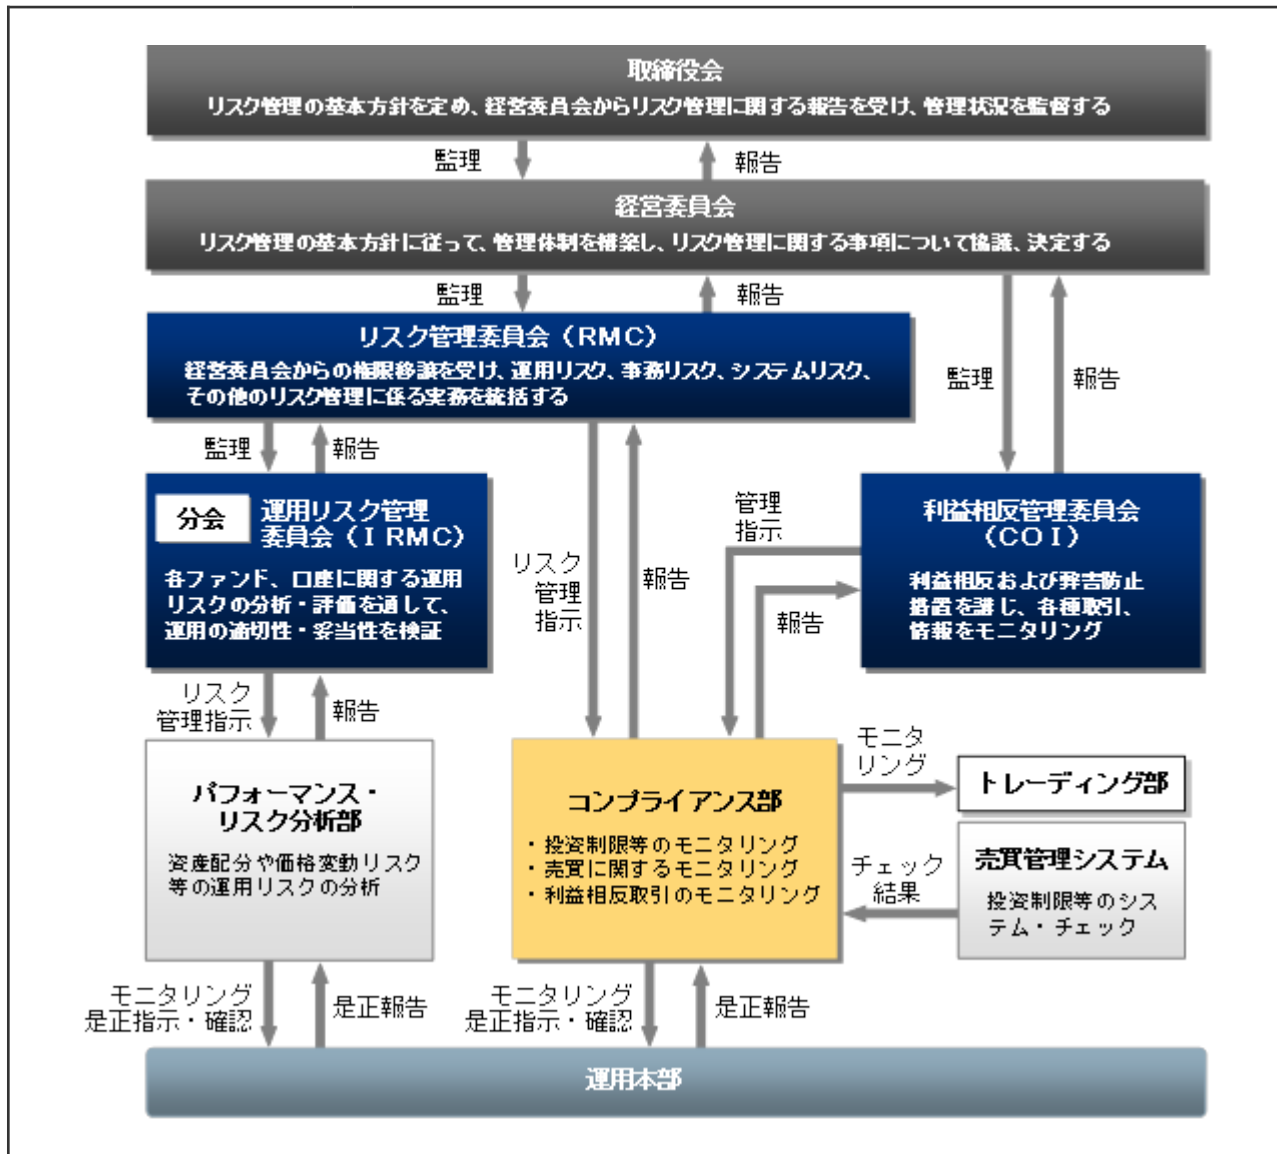 取締役会
リスク管理の基本方針を定め、経営委員会からリスク管理に関する報告を受け、管理状況を監督する
監理
報告
経営委員会
リスク管理の基本方針に従って、管理体制を構築し、リスク管理に関する事項について協議、決定する
監理
報告
リスク管理委員会（RMC）
経営委員会からの権限移譲を受け、運用リスク、事務リスク、システムリスク、
その他のリスク管理に係る実務を統括する
監理
報告
監理
報告
分会
運用リスク管理
委員会（IRMC）
各ファンド、口座に関する運用
リスクの分析・評価を通して、
運用の適切性・妥当性を検証
リスク
管理
指示
報告
管理
指示
報告
利益相反管理委員会
（COI）
利益相反および弊害防止
措置を講じ、各種取引、
情報をモニタリング
リスク
管理指示
報告
パフォーマンス・
リスク分析部
資産配分や価格変動リスク
等の運用リスクの分析
コンプライアンス部
・投資制限等のモニタリング
・売買に関するモニタリング
・利益相反取引のモニタリング
モニタ
リング
トレーディング部
チェック
結果
売買管理システム
投資制限等のシス
テム・チェック
モニタリング
是正指示・確認
是正報告
モニタリング
是正指示・確認
是正報告
運用本部